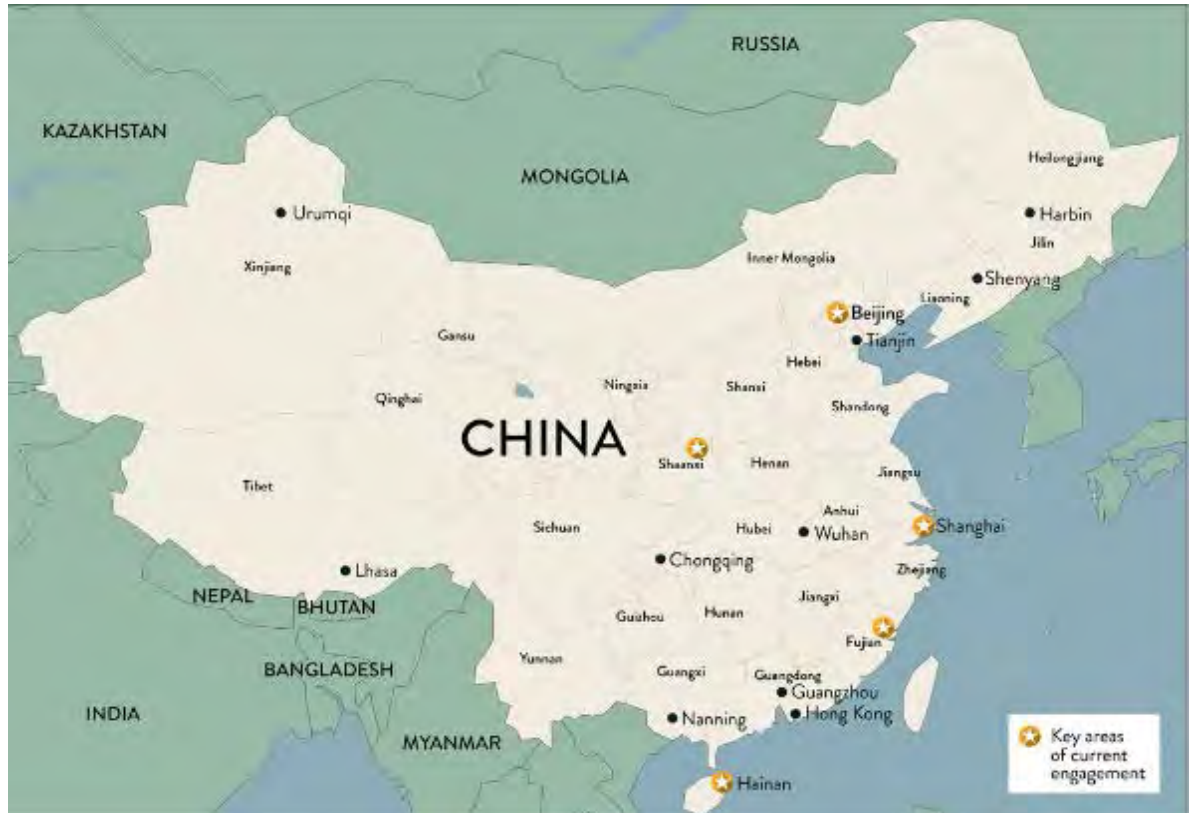 RUSSIA
KAZAKHSTAN
MONGOLIA
Heilongjiang
Urumqi
Harbin
Jilin
Xinjiang
Inner Mongolia
Shenyang
Liaoning
Beijing
Gansu
Tianjin
Hebei
Ningxia
Shanxi
Qinghai
Shandong
CHINA
Shaanxi
Henan
Jiangsu
Tibet
Anhui
Sichuan
Hubei
Wuhan
Shanghai
Chongqing
Lhasa
Zhejiang
NEPAL
BHUTAN
Jiangxi
Guizhou
Hunan
Fujian
Yunnan
BANGLADESH
Guangxi
Guangdong
Guangzhou
INDIA
Nanning
Hong Kong
MYANMAR
Hainan
Key areas
of current
engagement